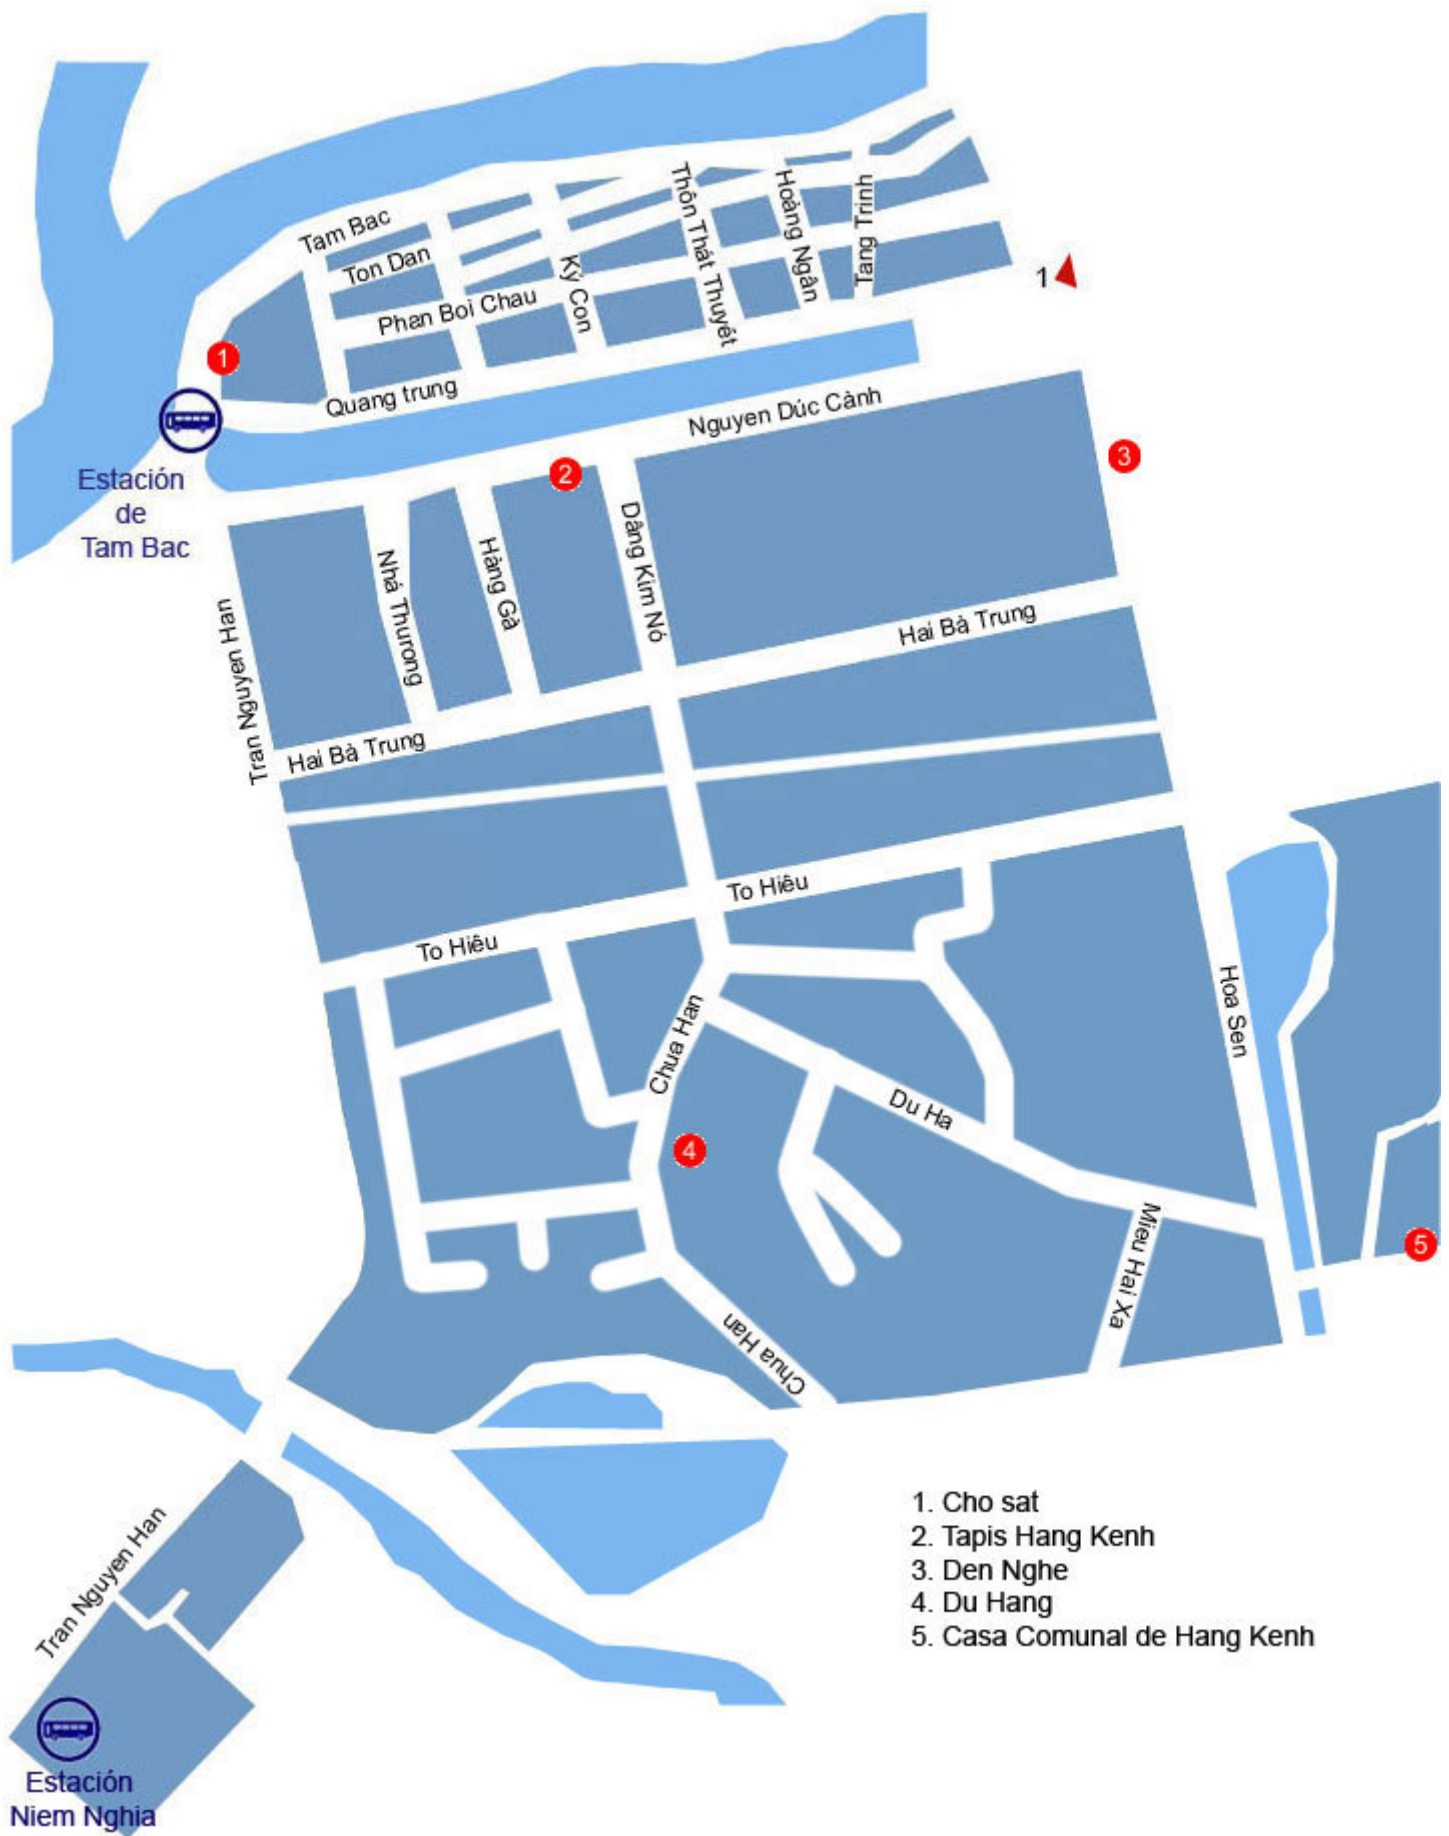 Tam Bac
Ton Dan
Phan Boi Chau
Ký Con
Thôn Thát Thuyét
Hoàng Ngân
Tang Trinh
1
1
Quang trung
Estación
de
Tam Bac
Nguyen Dúc Cành
2
3
Nhá Thurong
Hàng Gà
Dâng Kim Nó
Tran Nguyen Han
Hai Bà Trung
Hai Bà Trung
To Hiêu
To Hiêu
Chua Han
Hoa Sen
Du Ha
4
Mieu Hai Xa
5
Chua Han
Tran Nguyen Han
Estación
Niem Nghia
1. Cho sat
2. Tapis Hang Kenh
3. Den Nghe
4. Du Hang
5. Casa Comunal de Hang Kenh